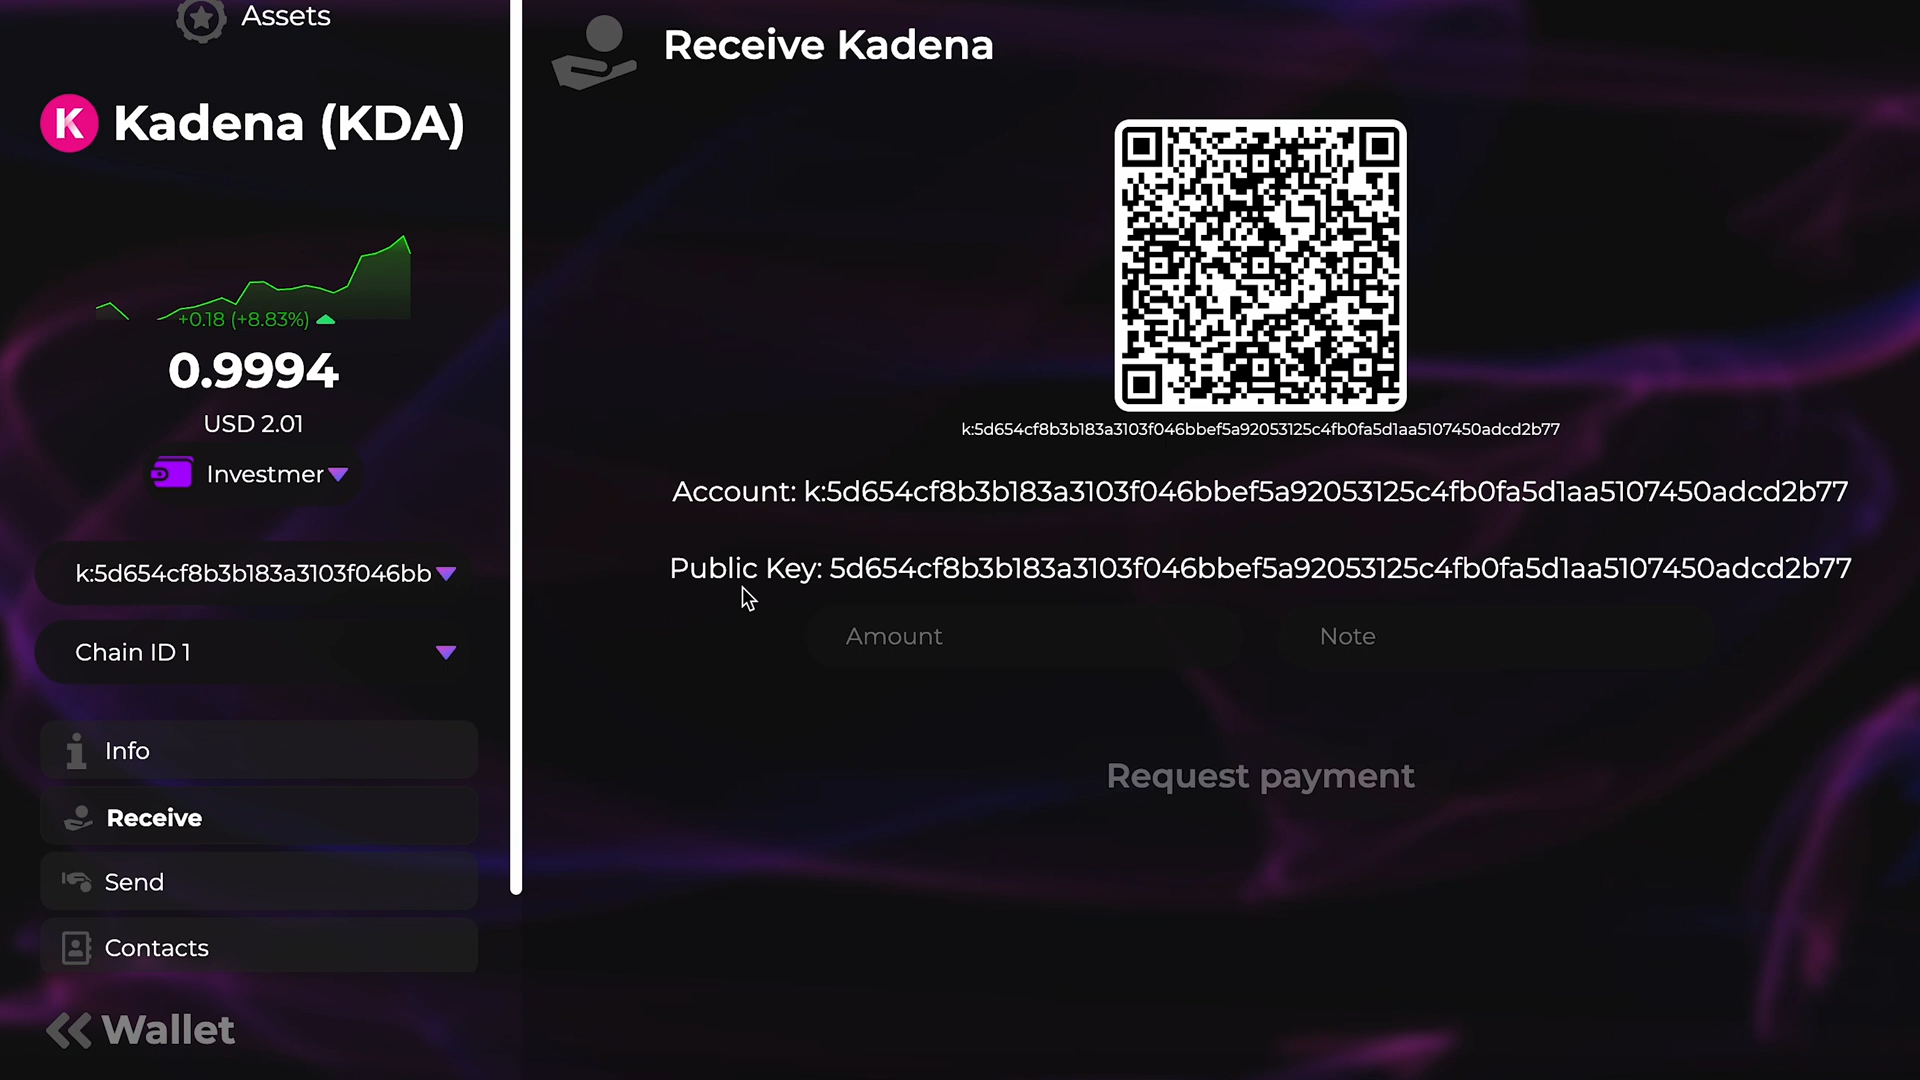 Assets
K Kadena (KDA)
+0.18 (+8.83%)
0.9994
USD 2.01
Investmer
k:5d654cf8b3b183a3103f046bb
Chain ID 1
Info
Receive
Send
Contacts
Wallet
Receive Kadena
k:5d654cf8b3b183a3103f046bbef5a92053125c4fb0fa5d1aa5107450adcd2b77
Account: k:5d654cf8b3b183a3103f046bbef5a92053125c4fb0fa5d1aa5107450adcd2b77
Public Key: 5d654cf8b3b183a3103f046bbef5a92053125c4fb0fa5d1aa5107450adcd2b77
Amount
Note
Request payment